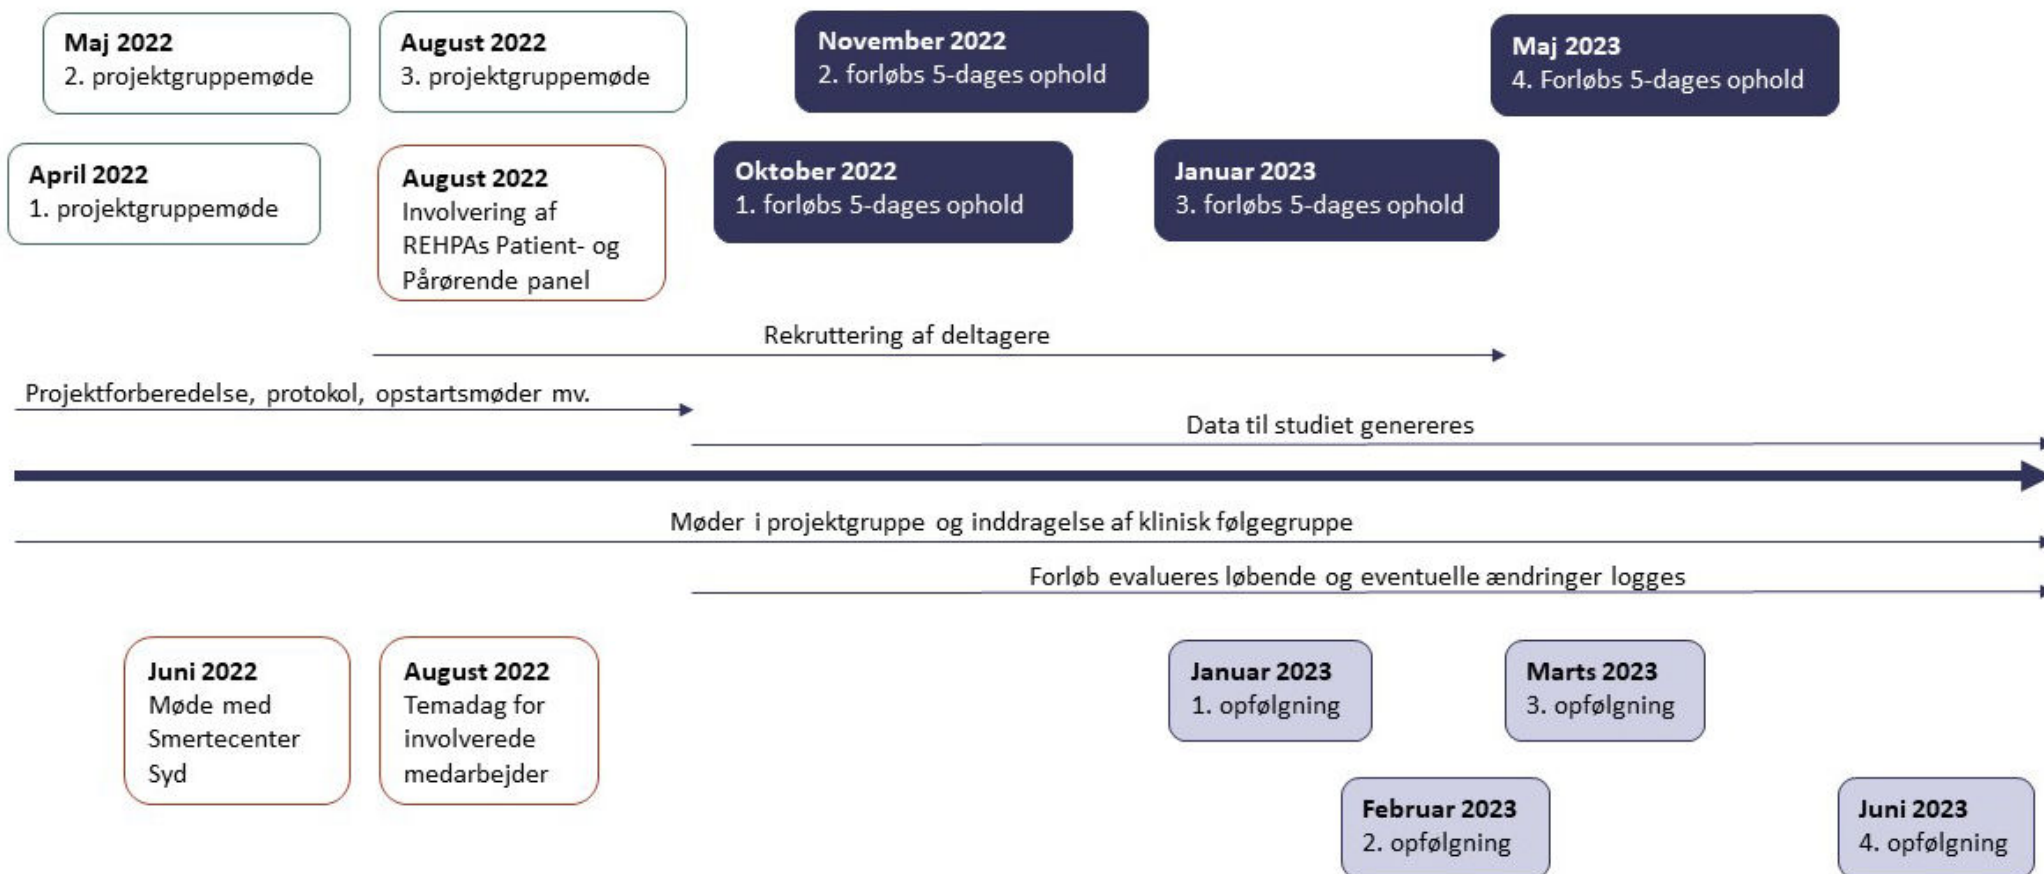 Maj 2022
2. projektgruppemøde
August 2022
3. projektgruppemøde
November 2022
2. forløbs 5-dages ophold
Maj 2023
4. Forløbs 5-dages ophold
April 2022
1. projektgruppemøde
August 2022
Involvering af
REHPAs Patient- og
Pårørende panel
Oktober 2022
1. forløbs 5-dages ophold
Januar 2023
3. forløbs 5-dages ophold
Rekruttering af deltagere
Projektforberedelse, protokol, opstartsmøder mv.
Data til studiet genereres
Møder i projektgruppe og inddragelse af klinisk følgegruppe
Forløb evalueres løbende og eventuelle ændringer logges
Juni 2022
Møde med
Smertecenter
Syd
August 2022
Temadag for
involverede
medarbejder
Januar 2023
1. opfølgning
Marts 2023
3. opfølgning
Februar 2023
2. opfølgning
Juni 2023
4. opfølgning